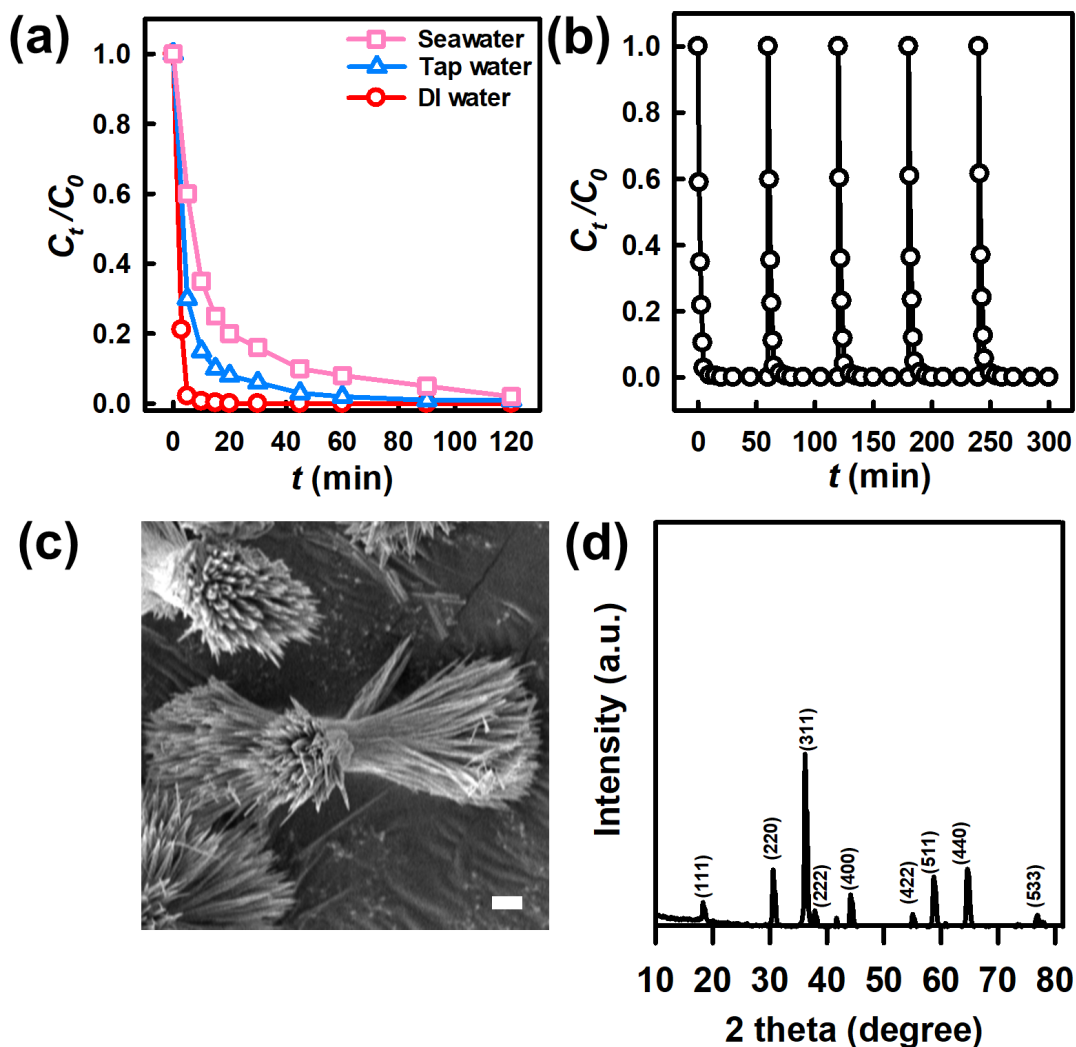 (a)
Seawater
Tap water
DI water
1.0
0.8
0.6
0.4
0.2
0.0
Ct/C0
0 20 40 60 80 100 120
t (min)
(b)
1.0
0.8
0.6
0.4
0.2
0.0
Ct/C0
0 50 100 150 200 250 300
t (min)
(c)
(d)
Intensity (a.u.)
(111)
(220)
(311)
(222)
(400)
(422)
(511)
(440)
(533)
10 20 30 40 50 60 70 80
2 theta (degree)